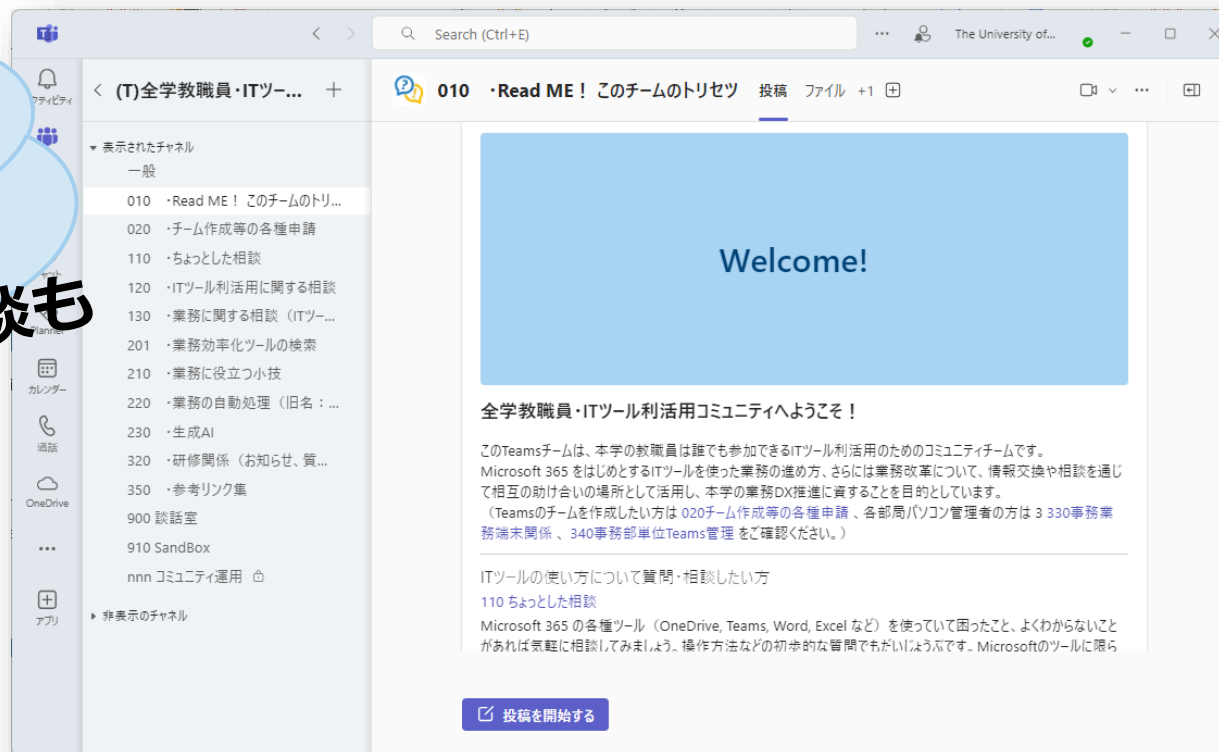 Search (Ctrl+E)
The University of...
クティビティ
(T)全学教職員・ITツー...
010 ・Read ME！ このチームのトリセツ 投稿 ファイル +1
表示されたチャネル
一般
010 ・Read ME！ このチームのトリ...
020 ・チーム作成等の各種申請
110 ・ちょっとした相談
120 ・ITツール利活用に関する相談
130 ・業務に関する相談（ITツー...
201 ・業務効率化ツールの検索
210 ・業務に役立つ小技
220 ・業務の自動処理（旧名：...
230 ・生成AI
320 ・研修関係（お知らせ、質...
350 ・参考リンク集
900 談話室
910 SandBox
nnn コミュニティ運用
非表示のチャネル
談も
Planner
カレンダー
通話
OneDrive
アプリ
Welcome!
全学教職員・ITツール利活用コミュニティへようこそ！
このTeamsチームは、本学の教職員は誰でも参加できるITツール利活用のためのコミュニティチームです。
Microsoft 365 をはじめとするITツールを使った業務の進め方、さらには業務改革について、情報交換や相談を通じ
て相互の助け合いの場所として活用し、本学の業務DX推進に資することを目的としています。
（Teamsのチームを作成したい方は 020チーム作成等の各種申請 、各部局パソコン管理者の方は 3 330事務業
務端末関係 、 340事務部単位Teams管理 をご確認ください。）
ITツールの使い方について質問・相談したい方
110 ちょっとした相談
Microsoft 365 の各種ツール（OneDrive, Teams, Word, Excel など）を使っていて困ったこと、よくわからないこと
があれば気軽に相談してみましょう。操作方法などの初歩的な質問でもだいじょうぶです。Microsoftのツールに限ら
投稿を開始する